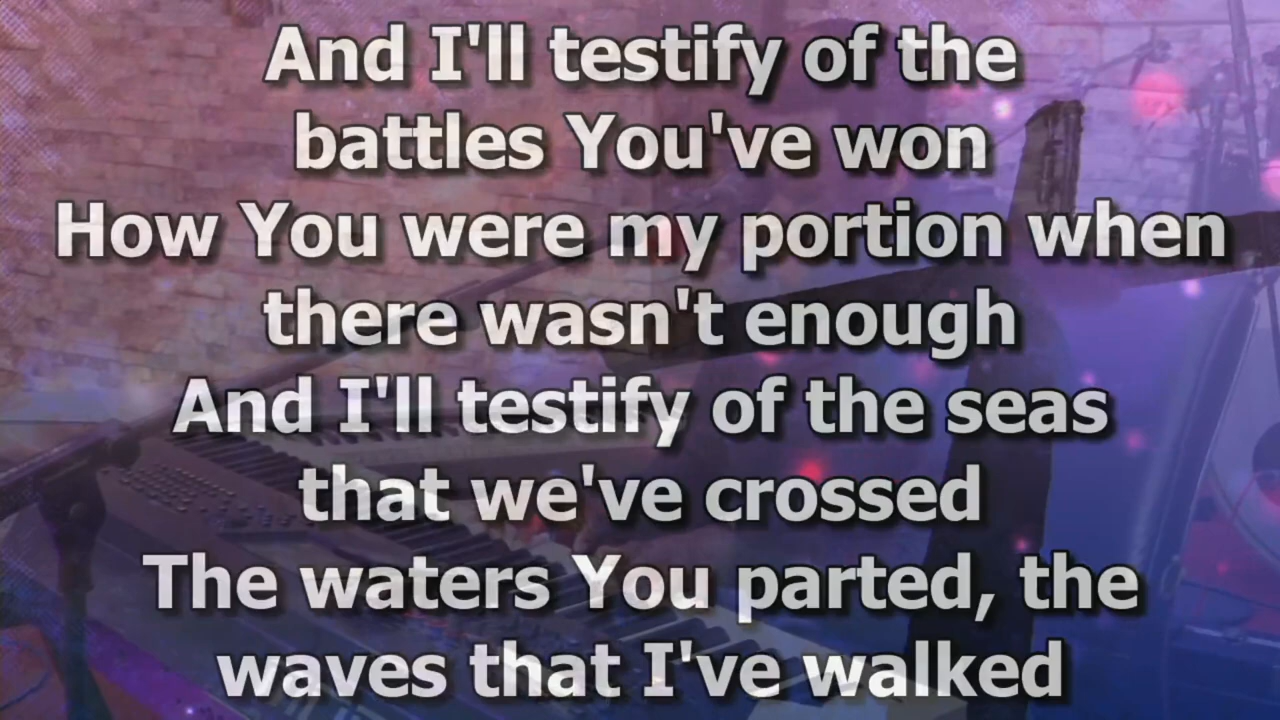 And I'll testify of the
battles You've won
How You were my portion when
there wasn't enough
And I'll testify of the seas
that we've crossed
The waters You parted, the
waves that I've walked